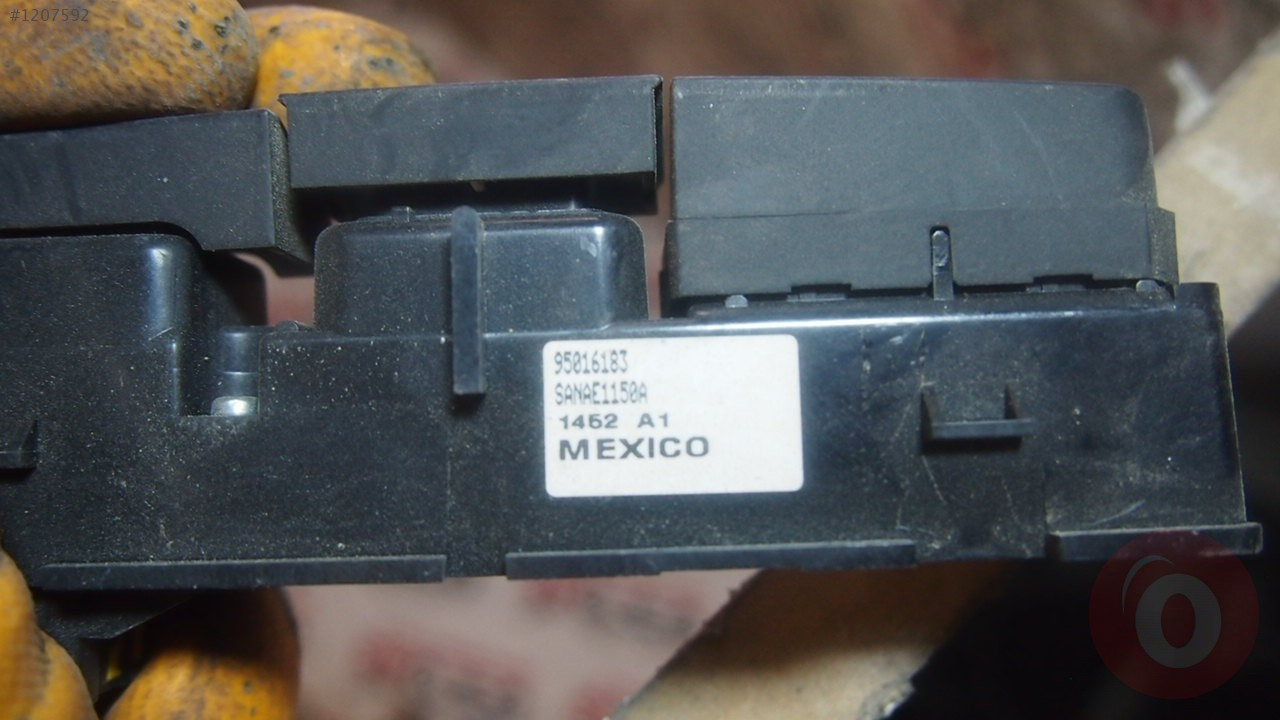 #1207592
95016183
SANAE1150A
1452 A1
MEXICO
O